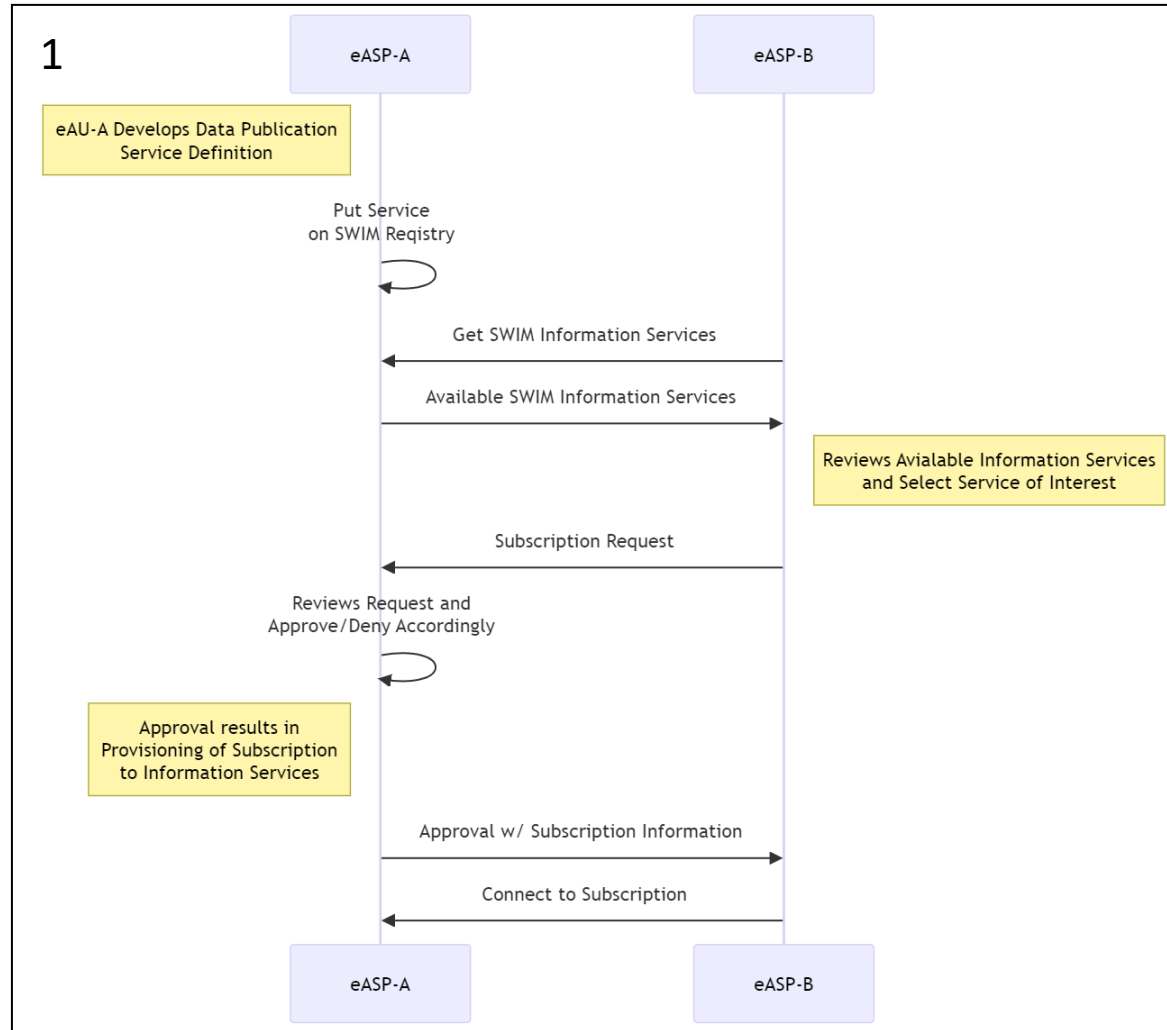 1
eASP-A
eASP-B
eAU-A Develops Data Publication
Service Definition
Put Service
on SWIM Reqistry
Get SWIM Information Services
Available SWIM Information Services
Reviews Avialable Information Services
and Select Service of Interest
Subscription Request
Reviews Request and
Approve/Deny Accordingly
Approval results in
Provisioning of Subscription
to Information Services
Approval w/ Subscription Information
Connect to Subscription
eASP-A
eASP-B